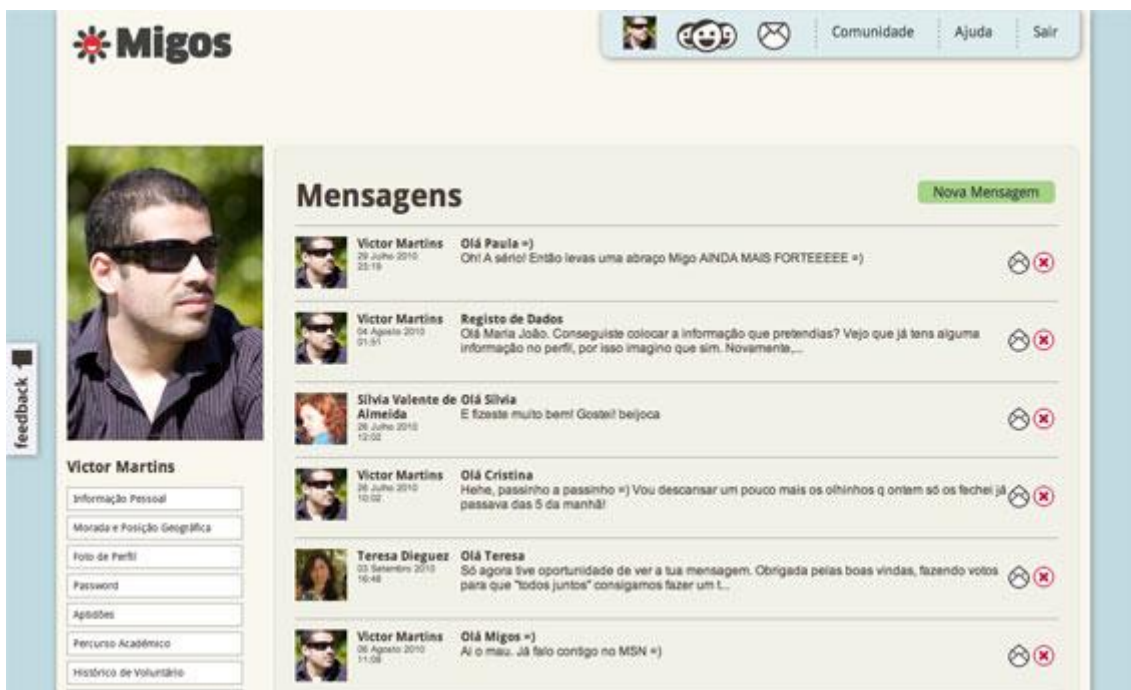 Migos
Comunidade
Ajuda
Sair
Mensagens
Nova Mensagem
Victor Martins
29 Julho 2010
23:19
Olá Paula =)
Oh! A sério! Então levas uma abraço Migo AINDA MAIS FORTEEEEE =)
Victor Martins
04 Agosto 2010
01:51
Registo de Dados
Olá Maria João. Conseguiste colocar a informação que pretendias? Vejo que já tens alguma
informação no perfil, por isso imagino que sim. Novamente,...
Sílvia Valente de
Almeida
26 Julho 2010
12:02
Olá Sílvia
E fizeste muito bem! Gostei! beijoca
Victor Martins
26 Julho 2010
10:02
Olá Cristina
Hehe, passinho a passinho =) Vou descansar um pouco mais os olhinhos q ontem só os fechei já
passava das 5 da manhã!
Teresa Dieguez
03 Setembro 2010
16:48
Olá Teresa
Só agora tive oportunidade de ver a tua mensagem. Obrigada pelas boas vindas, fazendo votos
para que "todos juntos" consigamos fazer um t...
Victor Martins
06 Agosto 2010
11:08
Olá Migos =)
Ai o mau. Já falo contigo no MSN =)
feedback
Victor Martins
Informação Pessoal
Morada e Posição Geográfica
Foto de Perfil
Password
Aptidões
Percurso Académico
Histórico de Voluntário